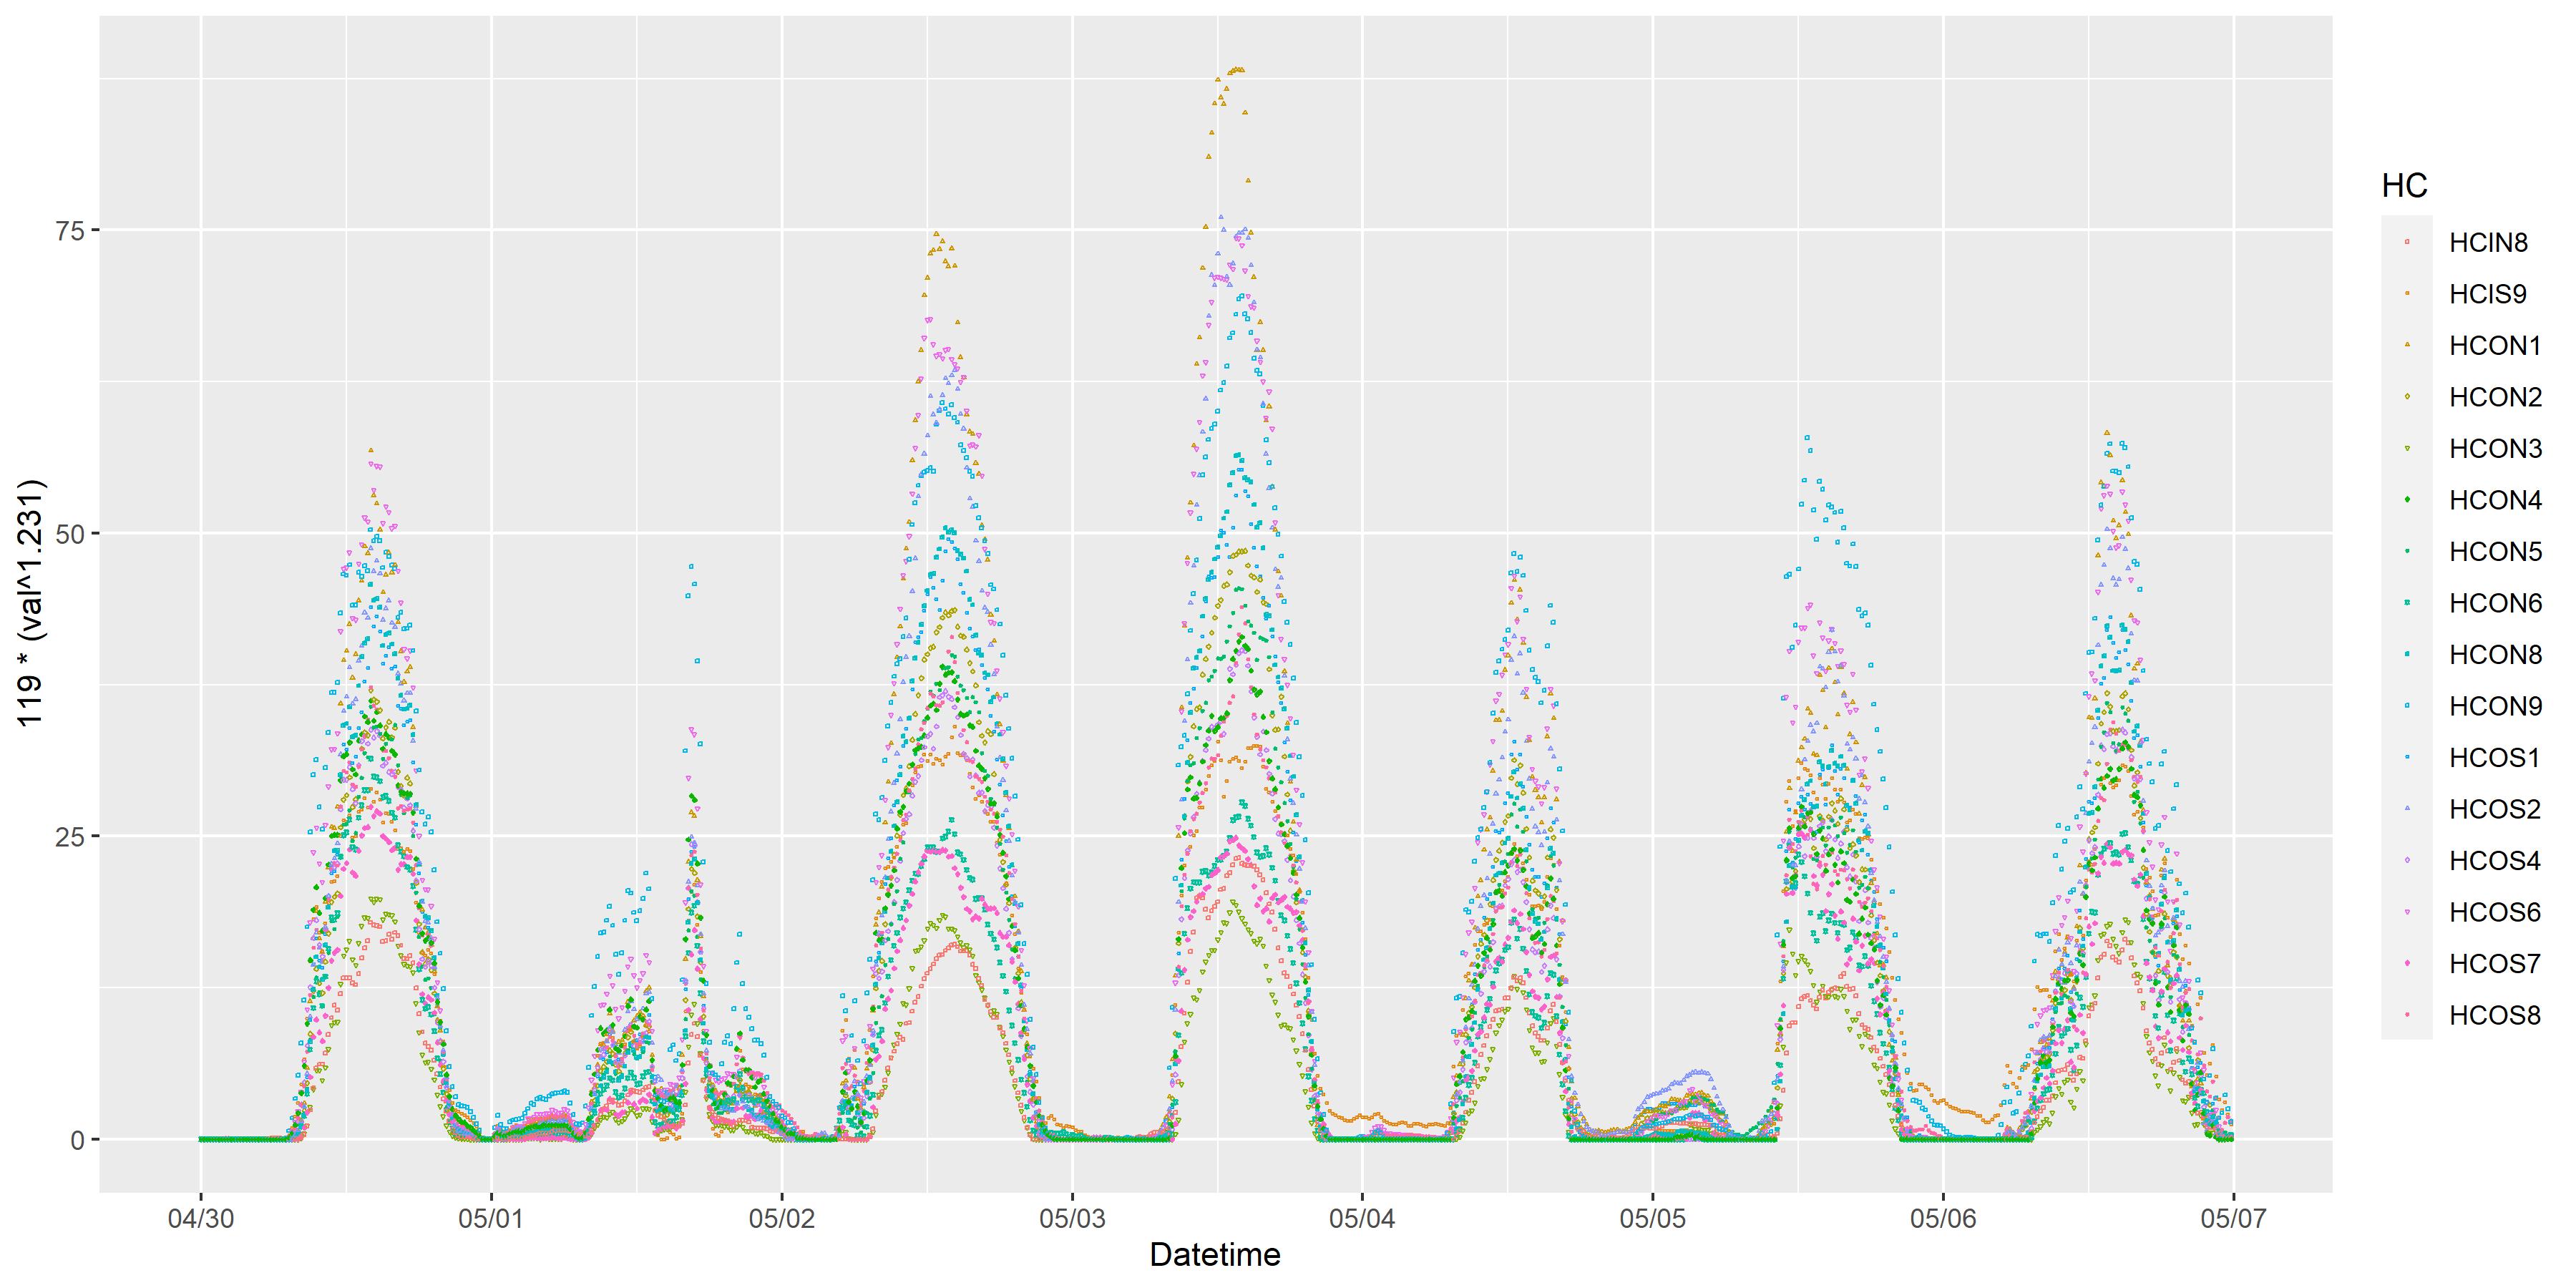 75
50
25
0
119 * (val^1.231)
04/30 05/01 05/02 05/03 05/04 05/05 05/06 05/07
Datetime
HC
HCIN8
HCIS9
HCON1
HCON2
HCON3
HCON4
HCON5
HCON6
HCON8
HCON9
HCOS1
HCOS2
HCOS4
HCOS6
HCOS7
HCOS8